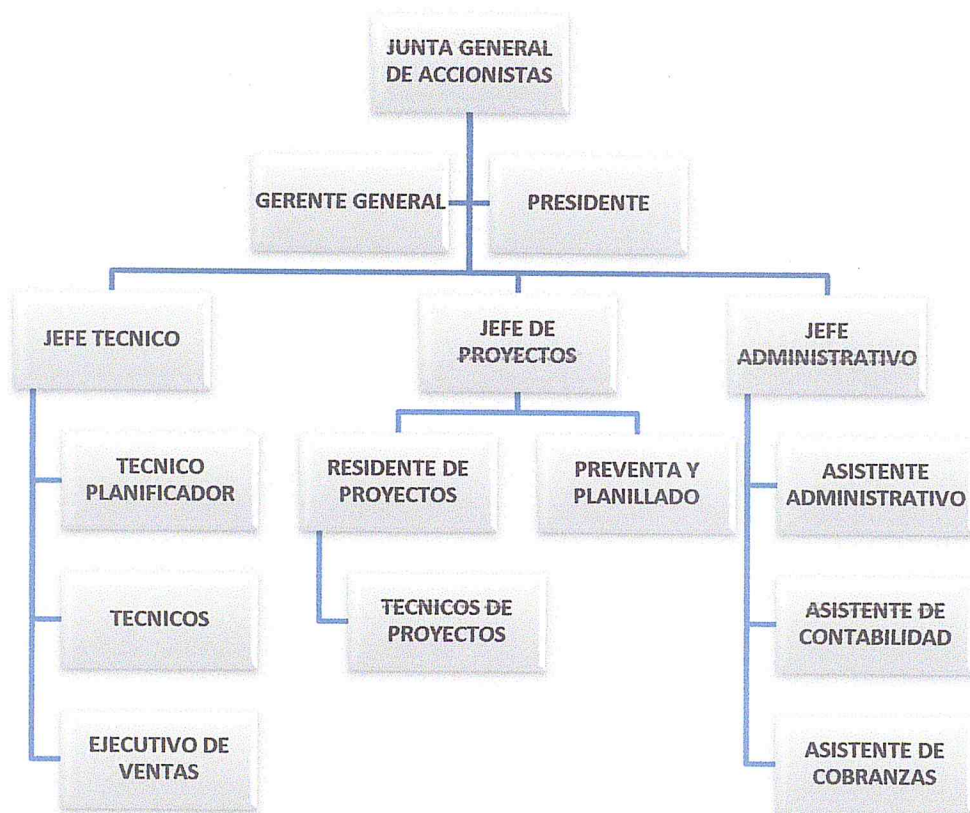 JUNTA GENERAL
DE ACCIONISTAS
GERENTE GENERAL
PRESIDENTE
JEFE TECNICO
JEFE DE
PROYECTOS
JEFE
ADMINISTRATIVO
TECNICO
PLANIFICADOR
RESIDENTE DE
PROYECTOS
PREVENTA Y
PLANILLADO
ASISTENTE
ADMINISTRATIVO
TECNICOS
TECNICOS DE
PROYECTOS
ASISTENTE DE
CONTABILIDAD
EJECUTIVO DE
VENTAS
ASISTENTE DE
COBRANZAS